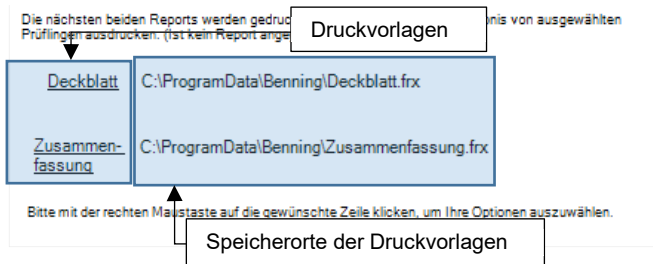 Die nächsten beiden Reports werden gedruc nis von ausgewählten
Druckvorlagen
Prüflingen ausdrucken. (Ist kein Report ange
Deckblatt C:\ProgramData\Benning\Deckblatt.frx
Zusammen- C:\ProgramData\Benning\Zusammenfassung.frx
fassung
Bitte mit der rechten Maustaste auf die gewünschte Zeile klicken, um Ihre Optionen auszuwählen.
Speicherorte der Druckvorlagen